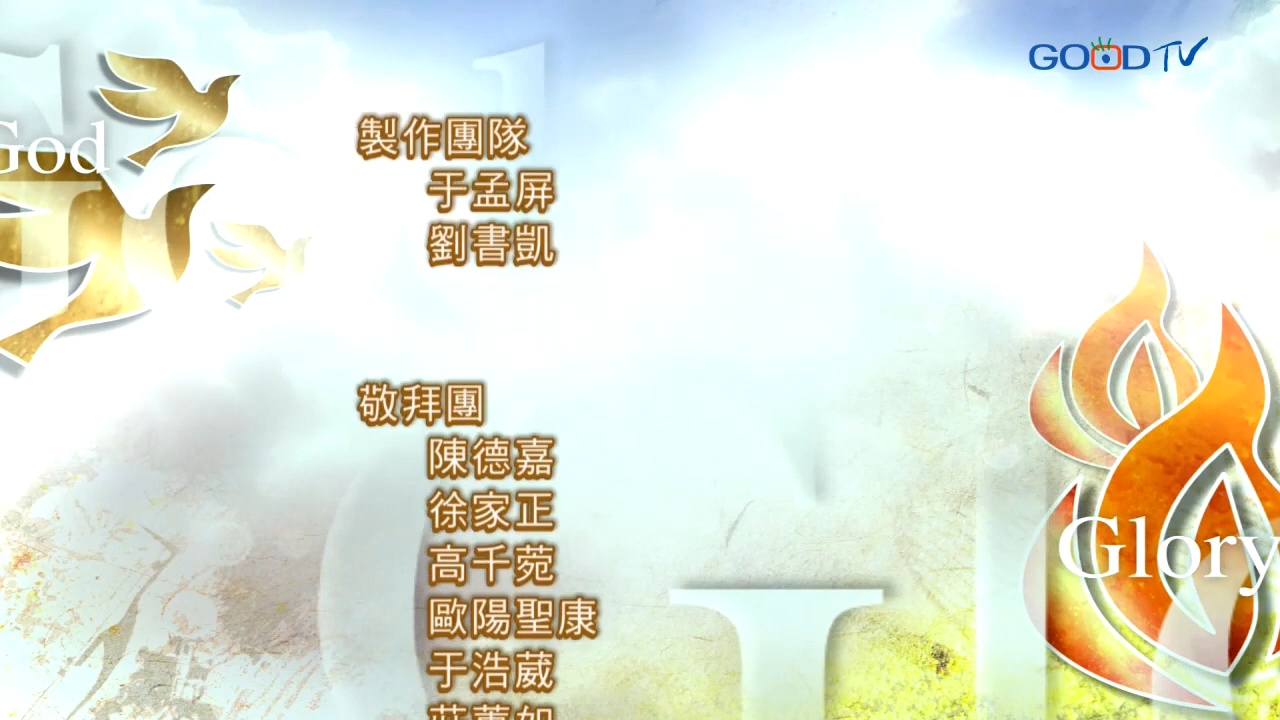 GOODTV
God
製作團隊
于孟屏
劉書凱
敬拜團
陳德嘉
徐家正
高千菀
歐陽聖康
于浩葳
Glory